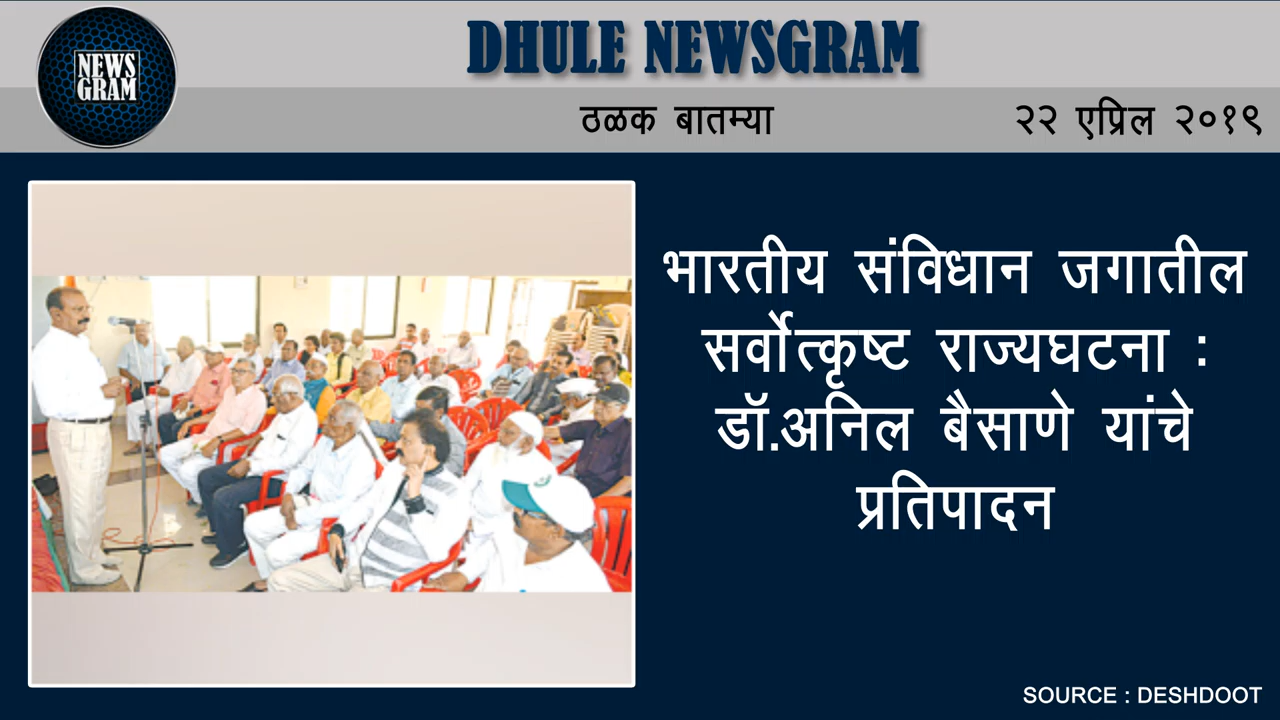 NEWS
GRAM
DHULE NEWSGRAM
ठळक बातम्या
२२ एप्रिल २०१९
भारतीय संविधान जगातील
सर्वोत्कृष्ट राज्यघटना :
डॉ.अनिल बैसाणे यांचे
प्रतिपादन
SOURCE : DESHDOOT